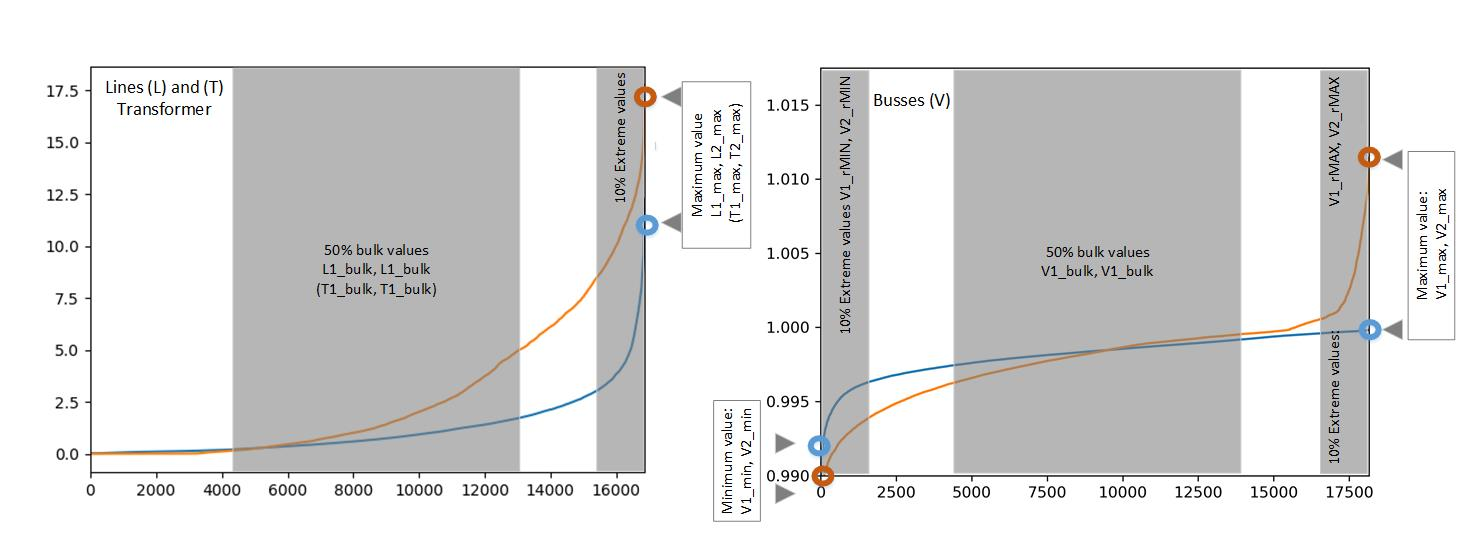 Lines (L) and (T)
Transformer
17.5
15.0
12.5
10.0
7.5
5.0
2.5
0.0
0
2000
4000
6000
8000
10000
12000
14000
16000
50% bulk values
L1_bulk, L1_bulk
(T1_bulk, T1_bulk)
10% Extreme values
Maximum value
L1_max, L2_max
(T1_max, T2_max)
Busses (V)
1.015
1.010
1.005
1.000
0.995
0.990
0
2500
5000
7500
10000
12500
15000
17500
10% Extreme values V1_rMIN, V2_rMIN
50% bulk values
V1_bulk, V1_bulk
10% Extreme values:
V1_rMAX, V2_rMAX
Minimum value:
V1_min, V2_min
Maximum value:
V1_max, V2_max